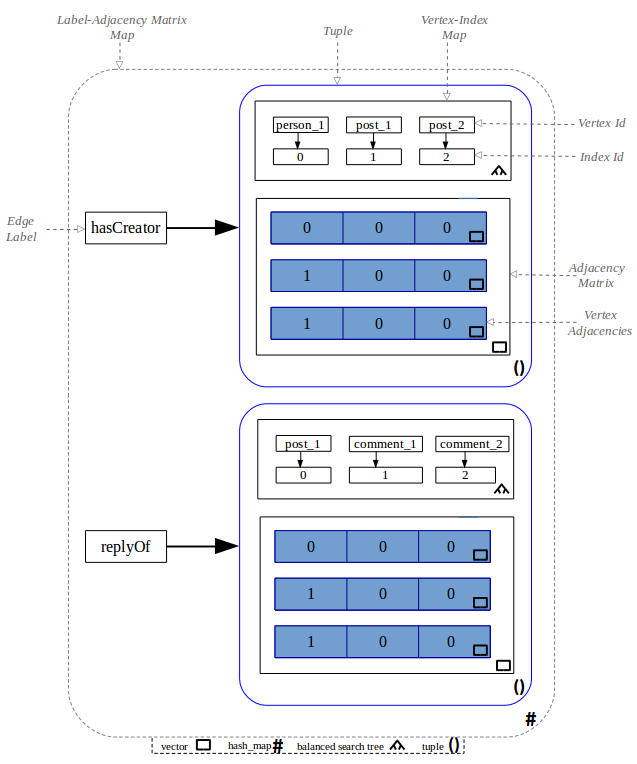 Label-Adjacency Matrix
Map
Tuple
Vertex-Index
Map
person_1 post_1 post_2
Vertex Id
0 1 2
Index Id
Edge
Label
hasCreator
0 0 0
1 0 0
Adjacency
Matrix
1 0 0
Vertex
Adjacencies
()
post_1 comment_1 comment_2
0 1 2
replyOf
0 0 0
1 0 0
1 0 0
()
#
vector hash_map # balanced search tree tuple ()